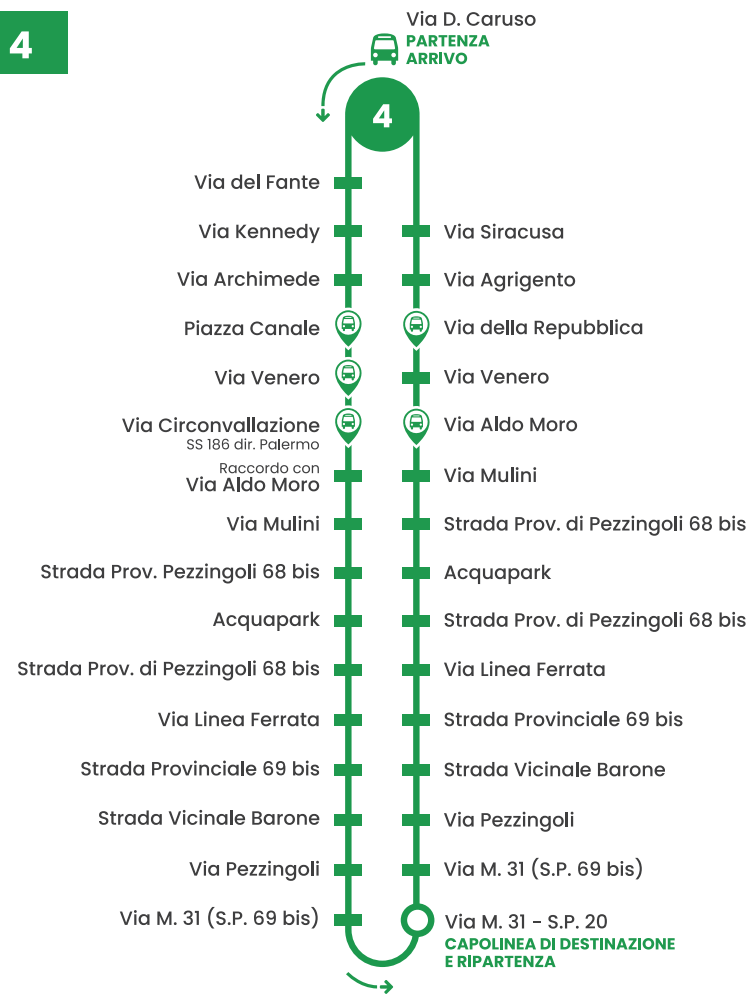 4
Via D. Caruso
PARTENZA
ARRIVO
4
Via del Fante
Via Kennedy
Via Archimede
Piazza Canale
Via Venero
Via Circonvallazione
SS 186 dir. Palermo
Raccordo con
Via Aldo Moro
Via Mulini
Strada Prov. Pezzingoli 68 bis
Acquapark
Strada Prov. di Pezzingoli 68 bis
Via Linea Ferrata
Strada Provinciale 69 bis
Strada Vicinale Barone
Via Pezzingoli
Via M. 31 (S.P. 69 bis)
Via Siracusa
Via Agrigento
Via della Repubblica
Via Venero
Via Aldo Moro
Via Mulini
Strada Prov. di Pezzingoli 68 bis
Acquapark
Strada Prov. di Pezzingoli 68 bis
Via Linea Ferrata
Strada Provinciale 69 bis
Strada Vicinale Barone
Via Pezzingoli
Via M. 31 (S.P. 69 bis)
Via M. 31 - S.P. 20
CAPOLINEA DI DESTINAZIONE
E RIPARTENZA